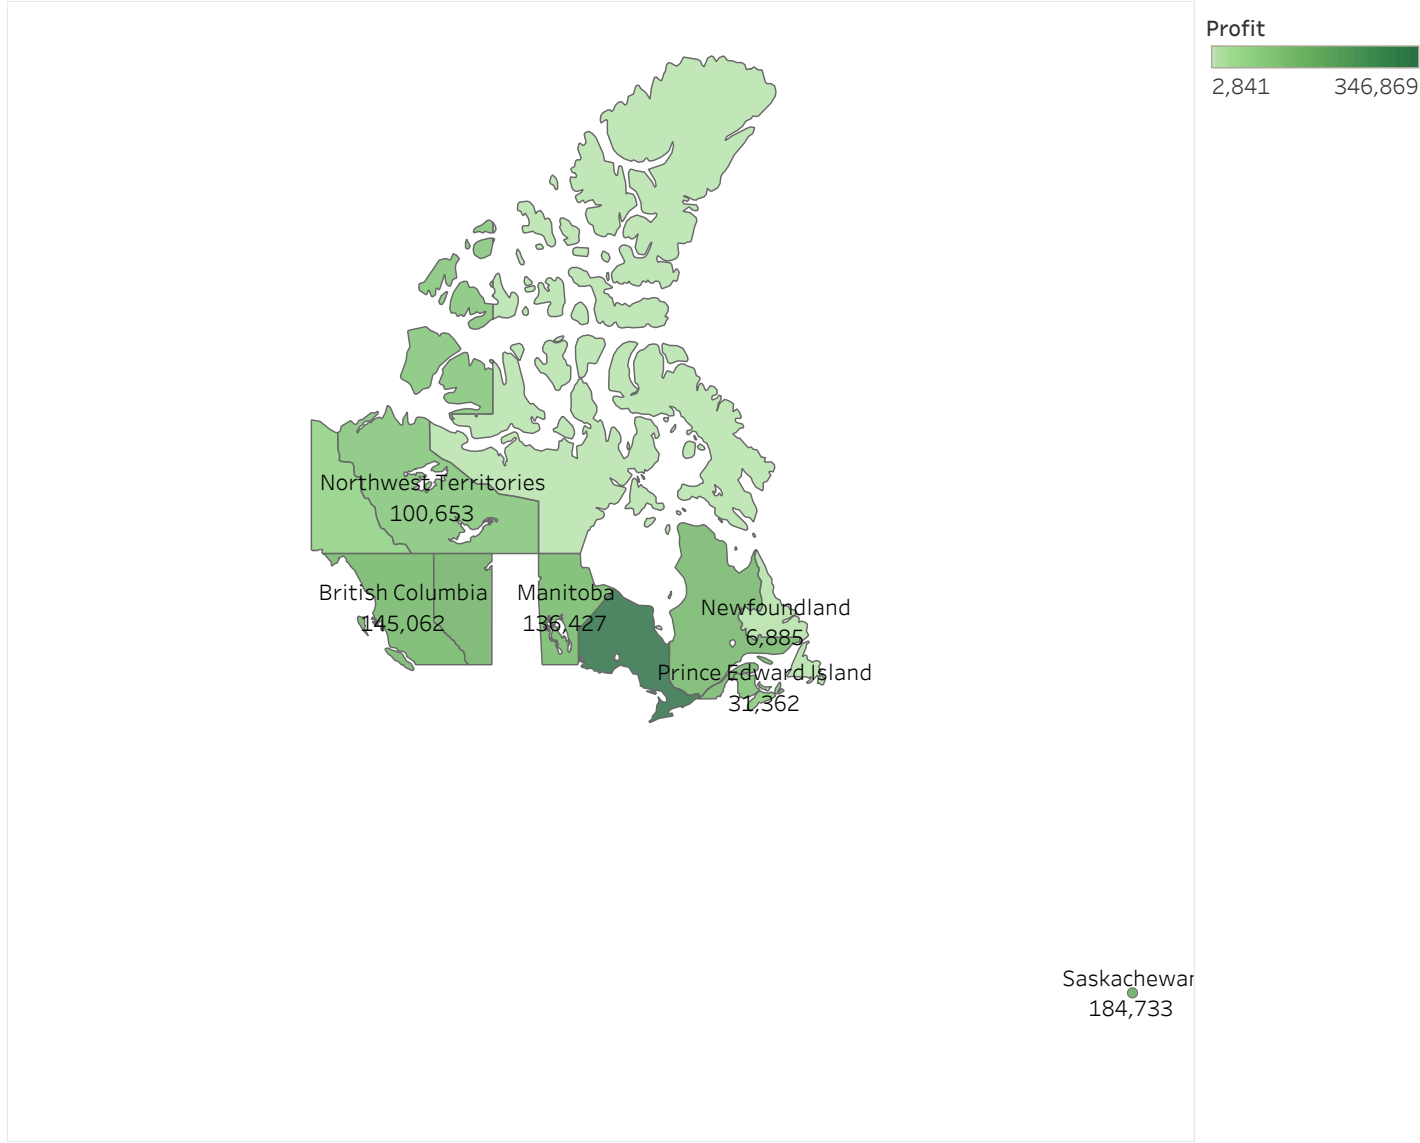 Profit
2,841 346,869
Northwest Territories
100,653
British Columbia
145,062
Manitoba
136,427
Newfoundland
6,885
Prince Edward Island
31,362
Saskachewan
184,733